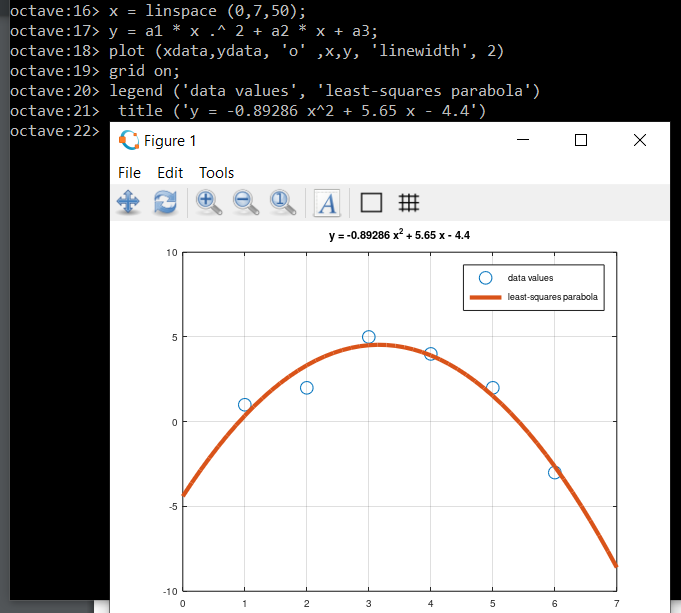 octave:16> x = linspace (0,7,50);
octave:17> y = a1 * x .^ 2 + a2 * x + a3;
octave:18> plot (xdata,ydata, 'o' ,x,y, 'linewidth', 2)
octave:19> grid on;
octave:20> legend ('data values', 'least-squares parabola')
octave:21>  title ('y = -0.89286 x^2 + 5.65 x - 4.4')
octave:22>
Figure 1
File Edit Tools
A
y = -0.89286 x² + 5.65 x - 4.4
10
data values
least-squares parabola
5
0
-5
-10
0 1 2 3 4 5 6 7